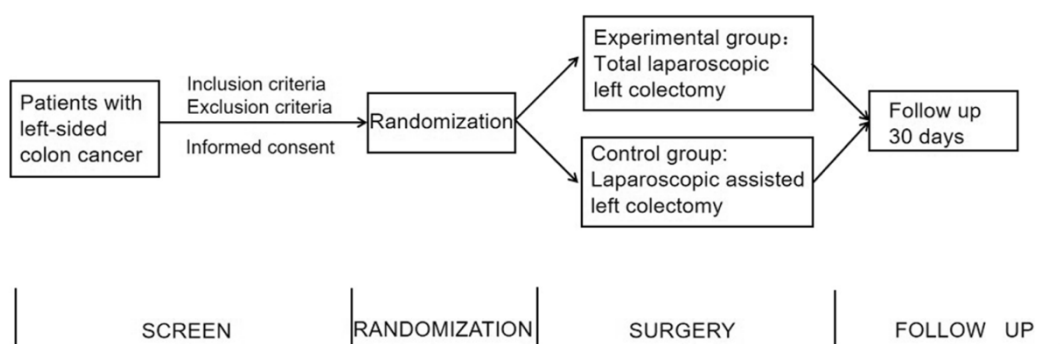 Patients with
left-sided
colon cancer
Inclusion criteria
Exclusion criteria
Informed consent
Randomization
Experimental group:
Total laparoscopic
left colectomy
Control group:
Laparoscopic assisted
left colectomy
Follow up
30 days
SCREEN
RANDOMIZATION
SURGERY
FOLLOW UP